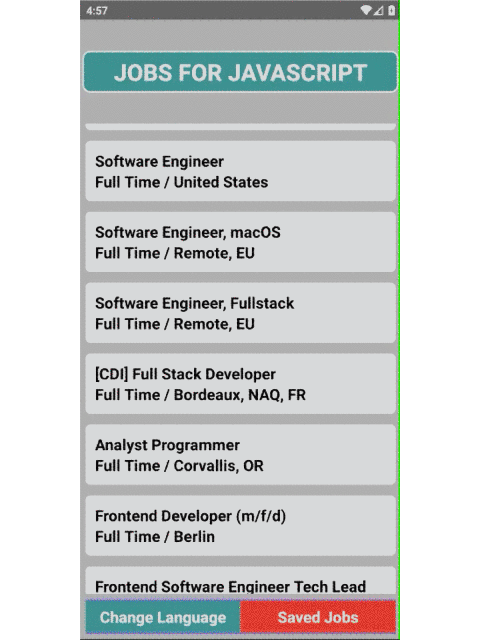 4:57
JOBS FOR JAVASCRIPT
Software Engineer
Full Time / United States
Software Engineer, macOS
Full Time / Remote, EU
Software Engineer, Fullstack
Full Time / Remote, EU
[CDI] Full Stack Developer
Full Time / Bordeaux, NAQ, FR
Analyst Programmer
Full Time / Corvallis, OR
Frontend Developer (m/f/d)
Full Time / Berlin
Frontend Software Engineer Tech Lead
Change Language
Saved Jobs